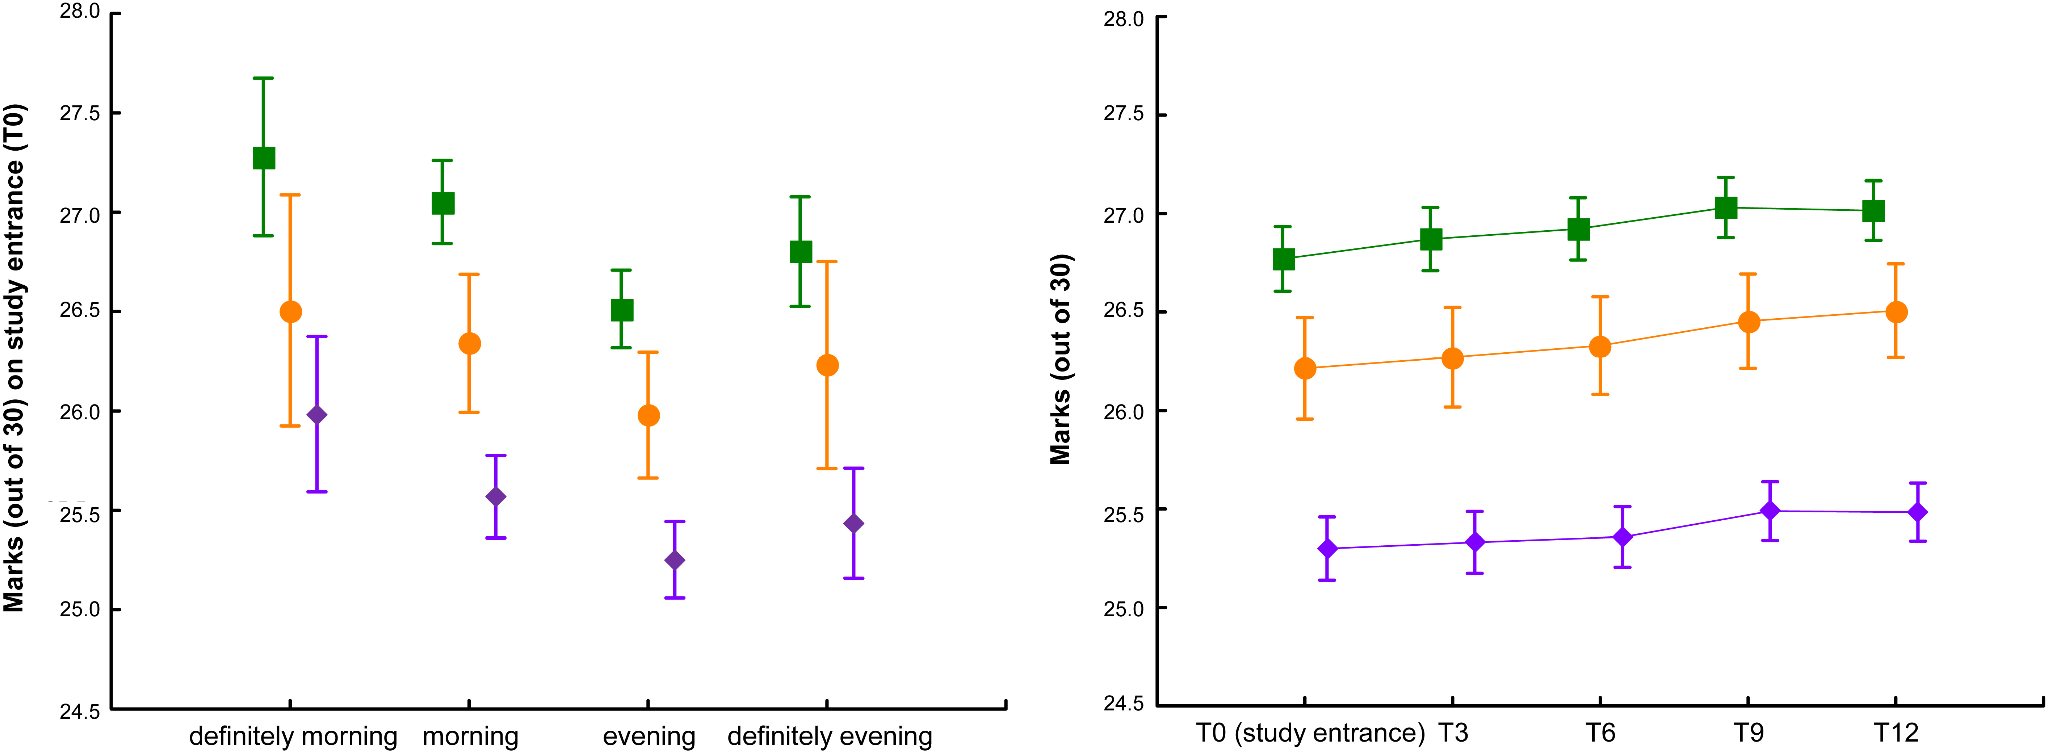 Marks (out of 30) on study entrance (T0)
28.0
27.5
27.0
26.5
26.0
25.5
25.0
24.5
definitely morning
morning
evening
definitely evening
Marks (out of 30)
28.0
27.5
27.0
26.5
26.0
25.5
25.0
24.5
T0 (study entrance)
T3
T6
T9
T12